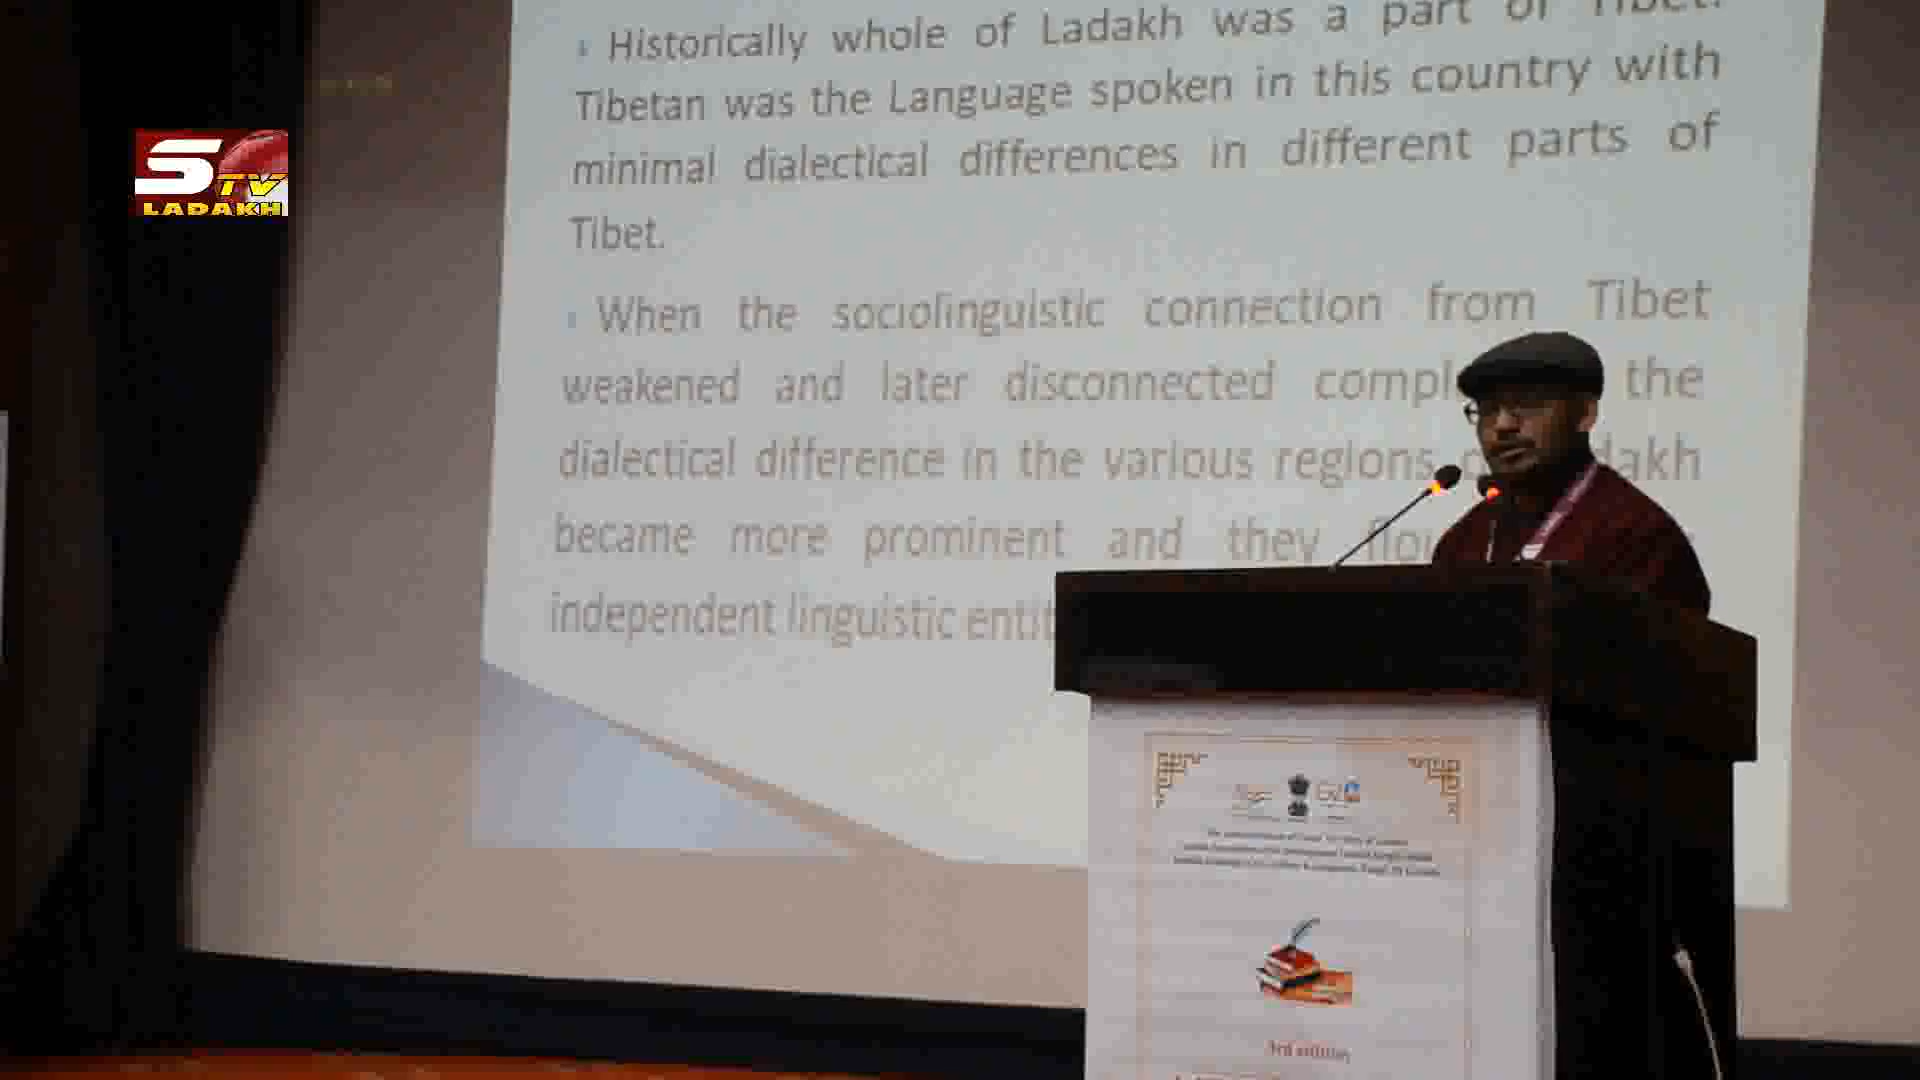 Historically whole of Ladakh was a part of Tibet.
Tibetan was the Language spoken in this country with
minimal dialectical differences in different parts of
Tibet.
When the sociolinguistic connection from Tibet
weakened and later disconnected the
dialectical difference in the various regions
became more prominent and they
independent linguistic
STV
LADAKH
3rd edition